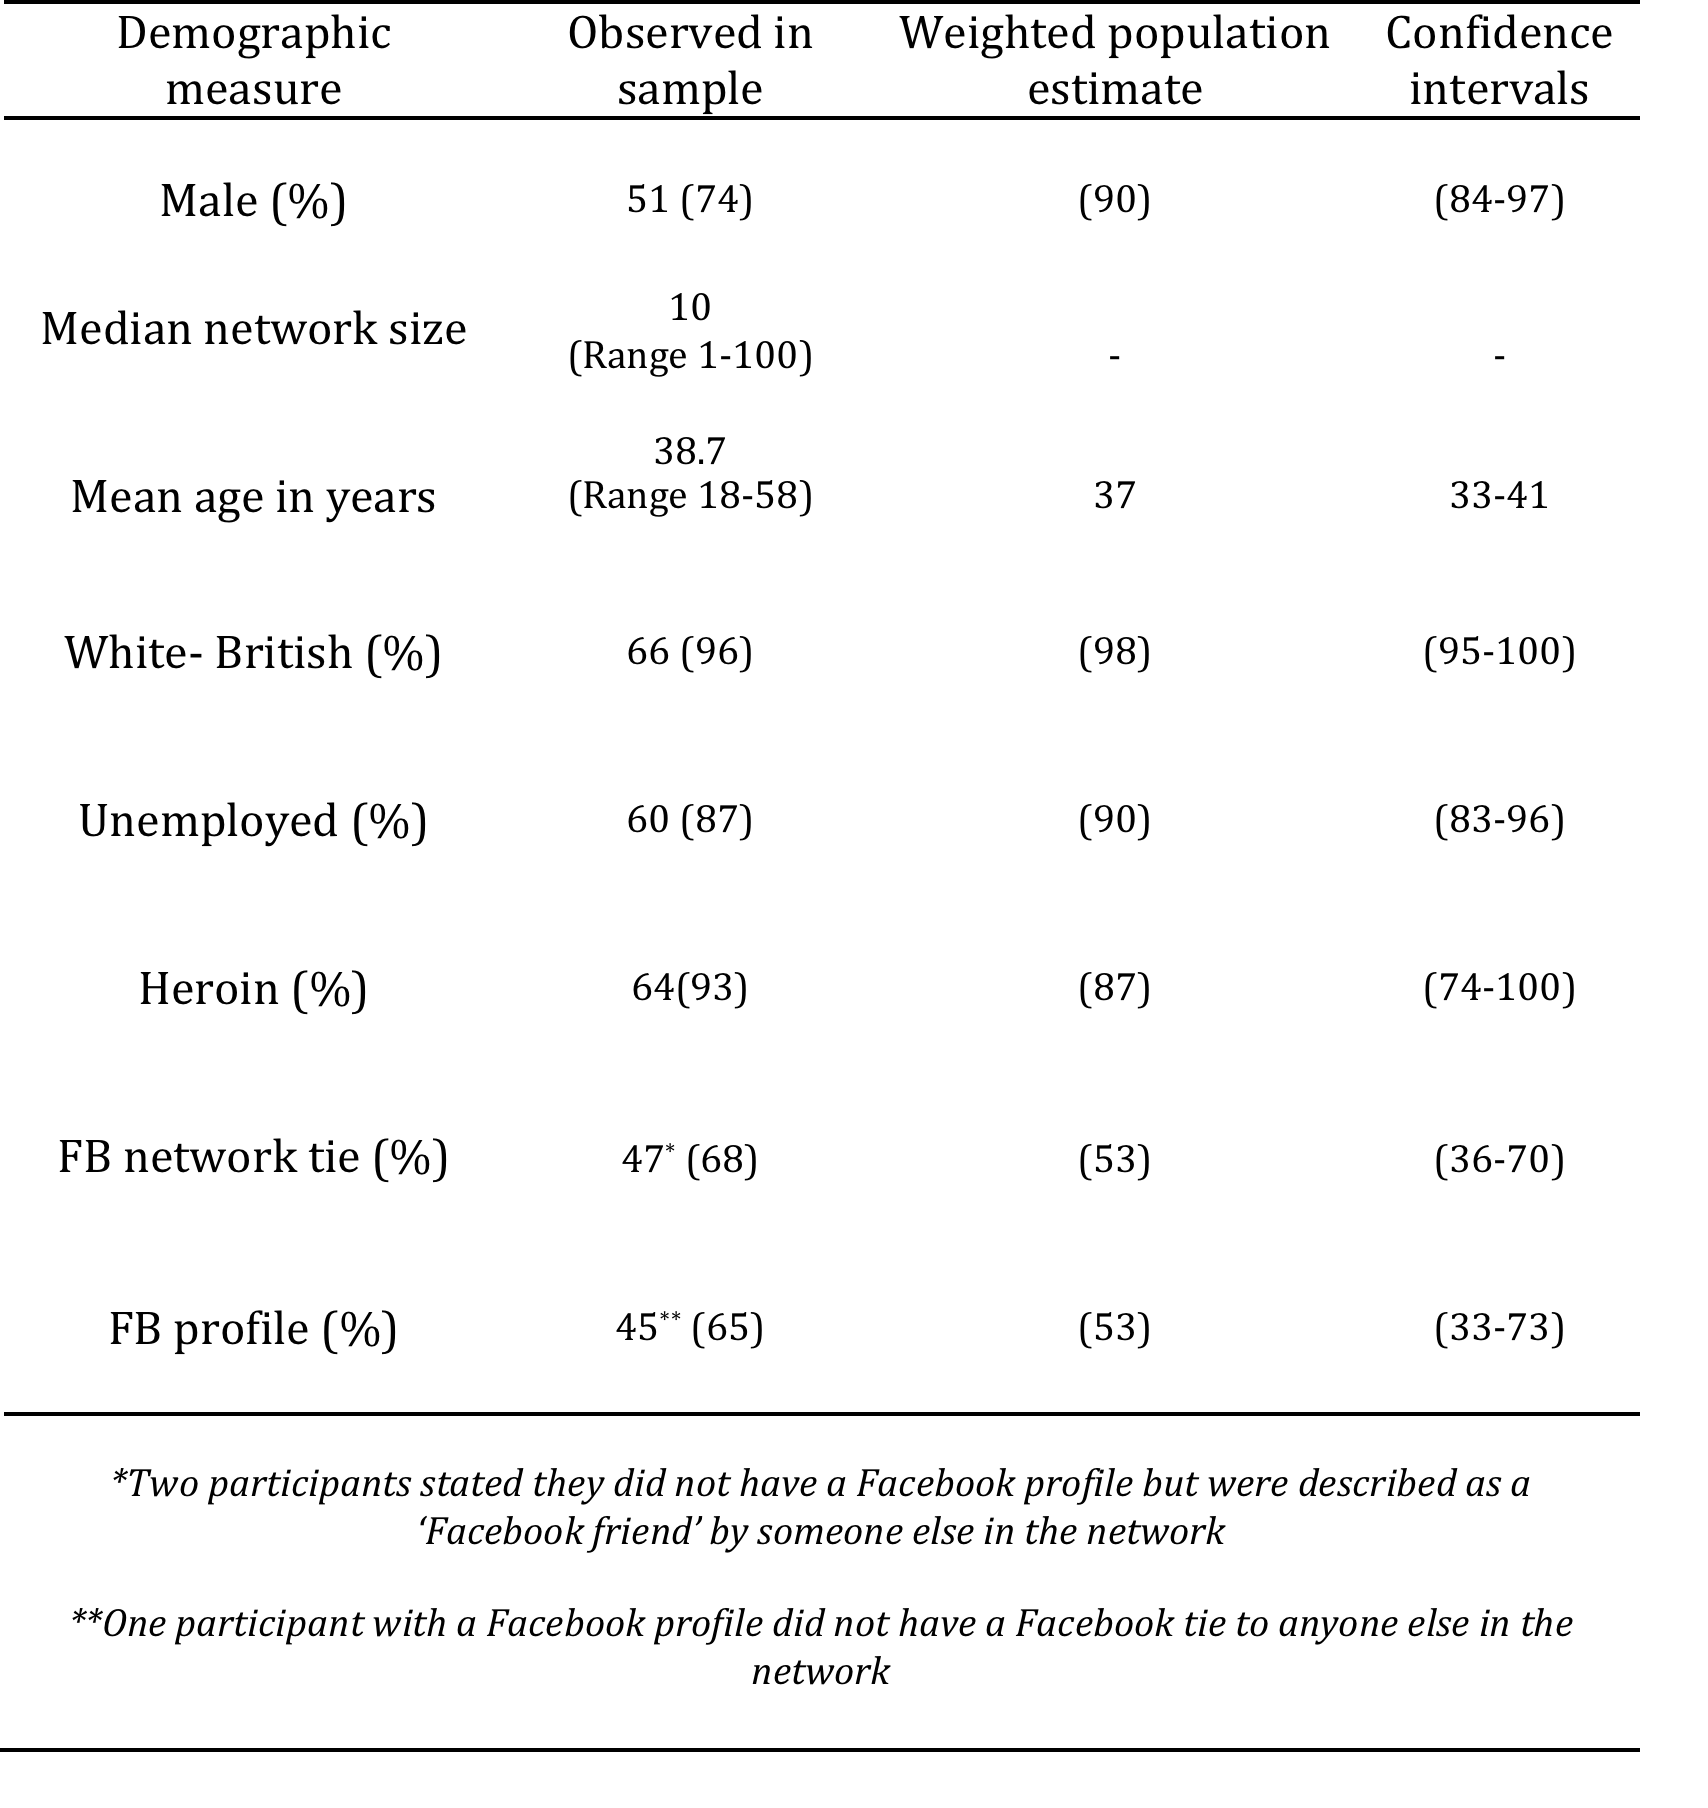 Demographic measure Observed in sample Weighted population estimate Confidence intervals
Male (%) 51 (74) (90) (84-97)
Median network size 10 (Range 1-100) - -
Mean age in years 38.7 (Range 18-58) 37 33-41
White- British (%) 66 (96) (98) (95-100)
Unemployed (%) 60 (87) (90) (83-96)
Heroin (%) 64(93) (87) (74-100)
FB network tie (%) 47* (68) (53) (36-70)
FB profile (%) 45** (65) (53) (33-73)
*Two participants stated they did not have a Facebook profile but were described as a
‘Facebook friend’ by someone else in the network
**One participant with a Facebook profile did not have a Facebook tie to anyone else in the
network